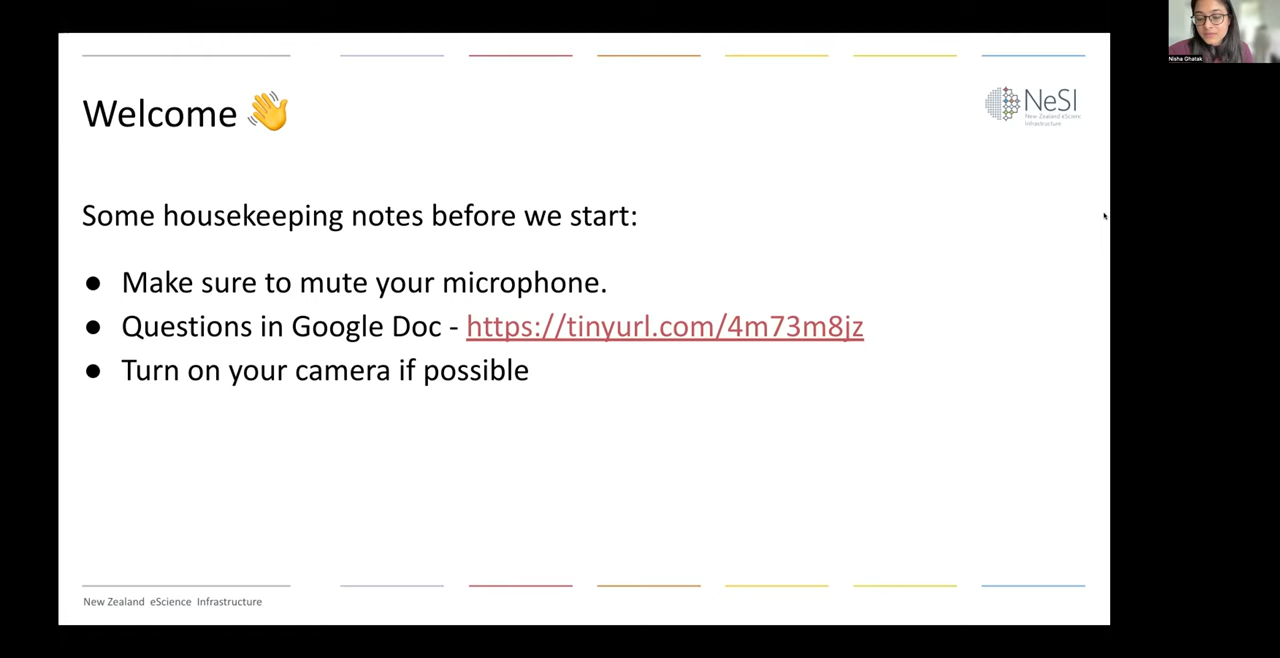 Nisha Ghatak
Welcome 👋
NeSI
New Zealand eScience
Infrastructure
Some housekeeping notes before we start:
● Make sure to mute your microphone.
● Questions in Google Doc - https://tinyurl.com/4m73m8jz
● Turn on your camera if possible
New Zealand eScience Infrastructure